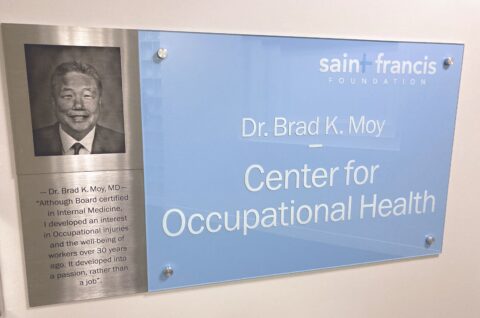 — Dr. Brad K. Moy, MD —
"Although Board certified
in Internal Medicine,
I developed an interest
in Occupational injuries
and the well-being of
workers over 30 years
ago. It developed into
a passion, rather than
a job".
saint francis
FOUNDATION
Dr. Brad K. Moy
—
Center for
Occupational Health